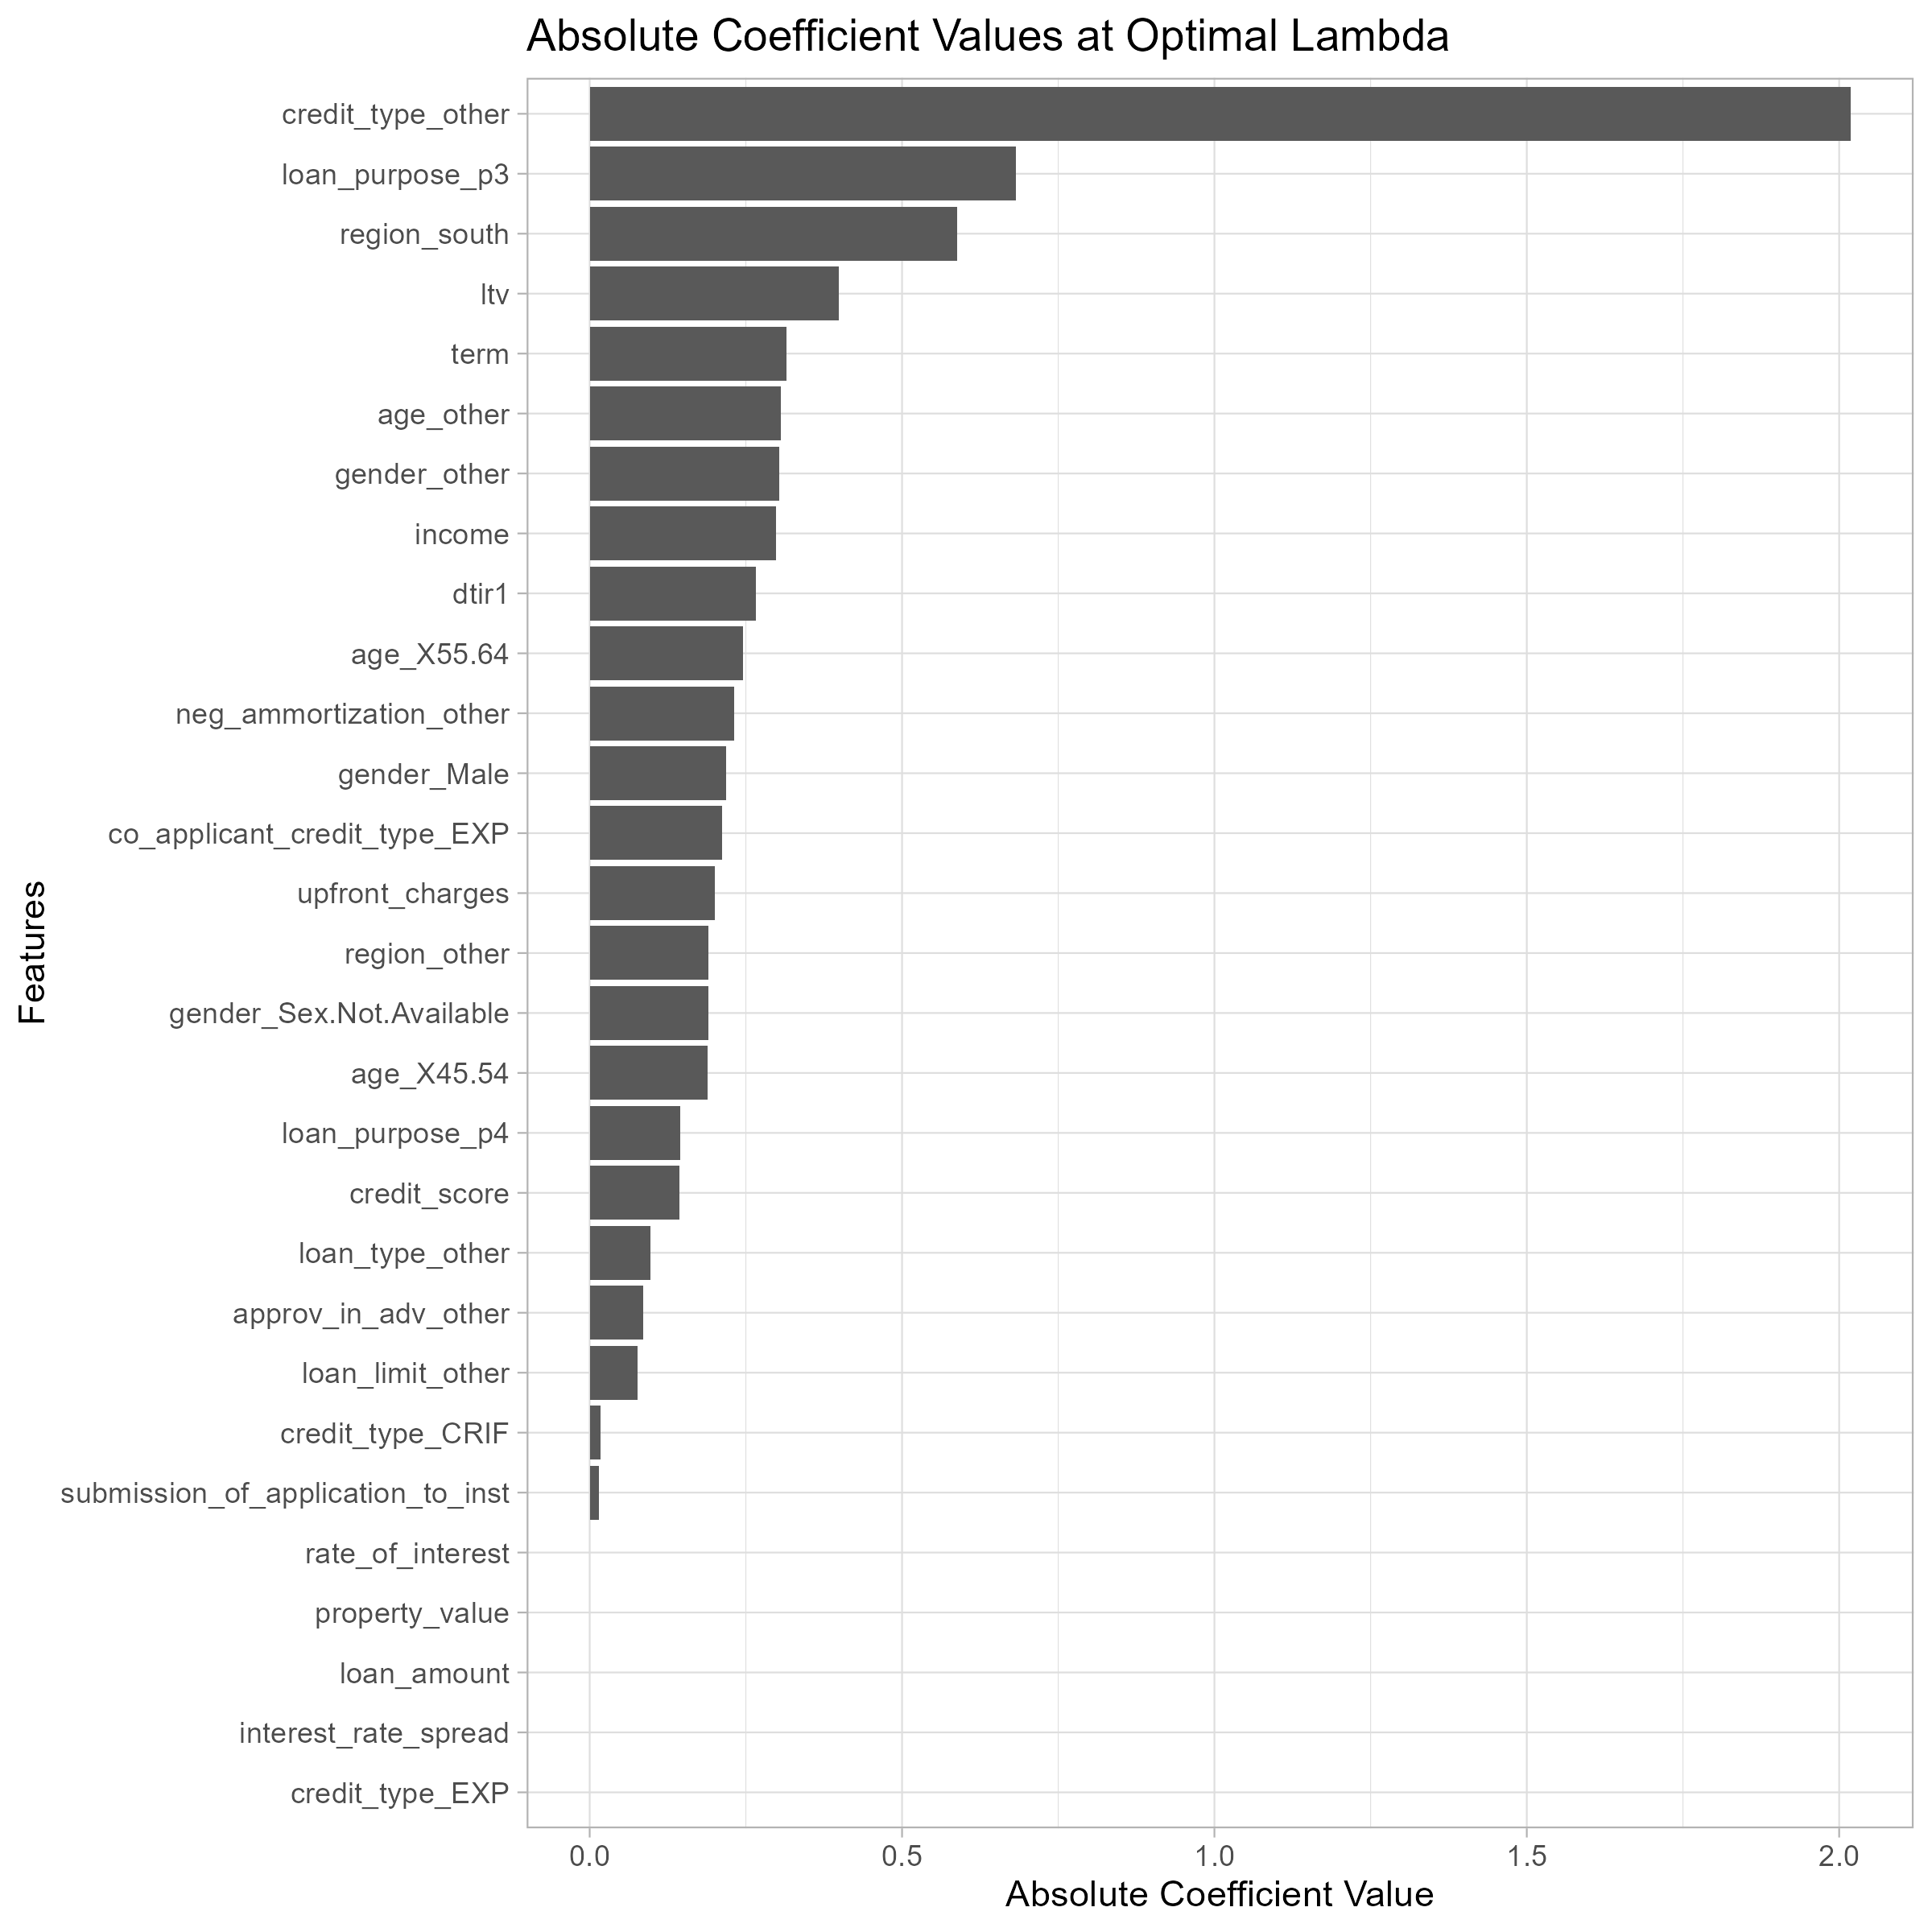 Absolute Coefficient Values at Optimal Lambda
credit_type_other
loan_purpose_p3
region_south
ltv
term
age_other
gender_other
income
dtir1
age_X55.64
neg_ammortization_other
gender_Male
co_applicant_credit_type_EXP
upfront_charges
region_other
gender_Sex.Not.Available
age_X45.54
loan_purpose_p4
credit_score
loan_type_other
approv_in_adv_other
loan_limit_other
credit_type_CRIF
submission_of_application_to_inst
rate_of_interest
property_value
loan_amount
interest_rate_spread
credit_type_EXP
Features
0.0 0.5 1.0 1.5 2.0
Absolute Coefficient Value